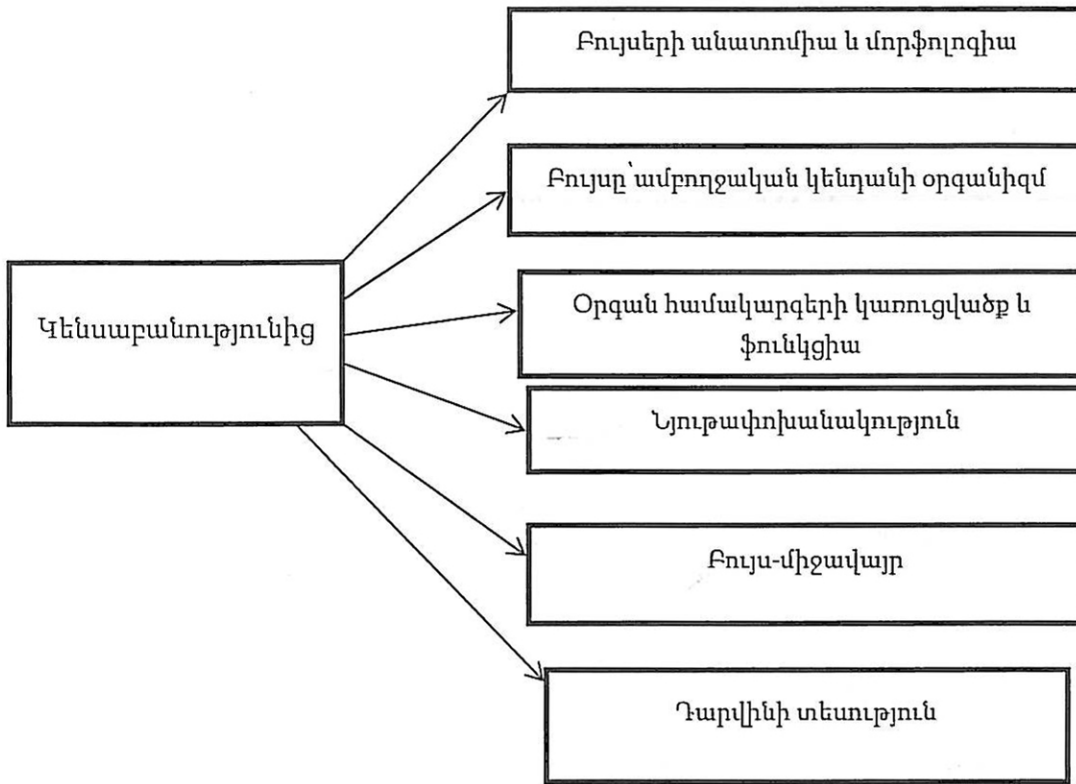 Բույսերի անատոմիա և մորֆոլոգիա
Բույսը՝ամբողջական կենդանի օրգանիզմ
Կենսաբանությունից
Օրգան համակարգերի կառուցվածք և
ֆունկցիա
Նյութափոխանակություն
Բույս-միջավայր
Դարվինի տեսություն